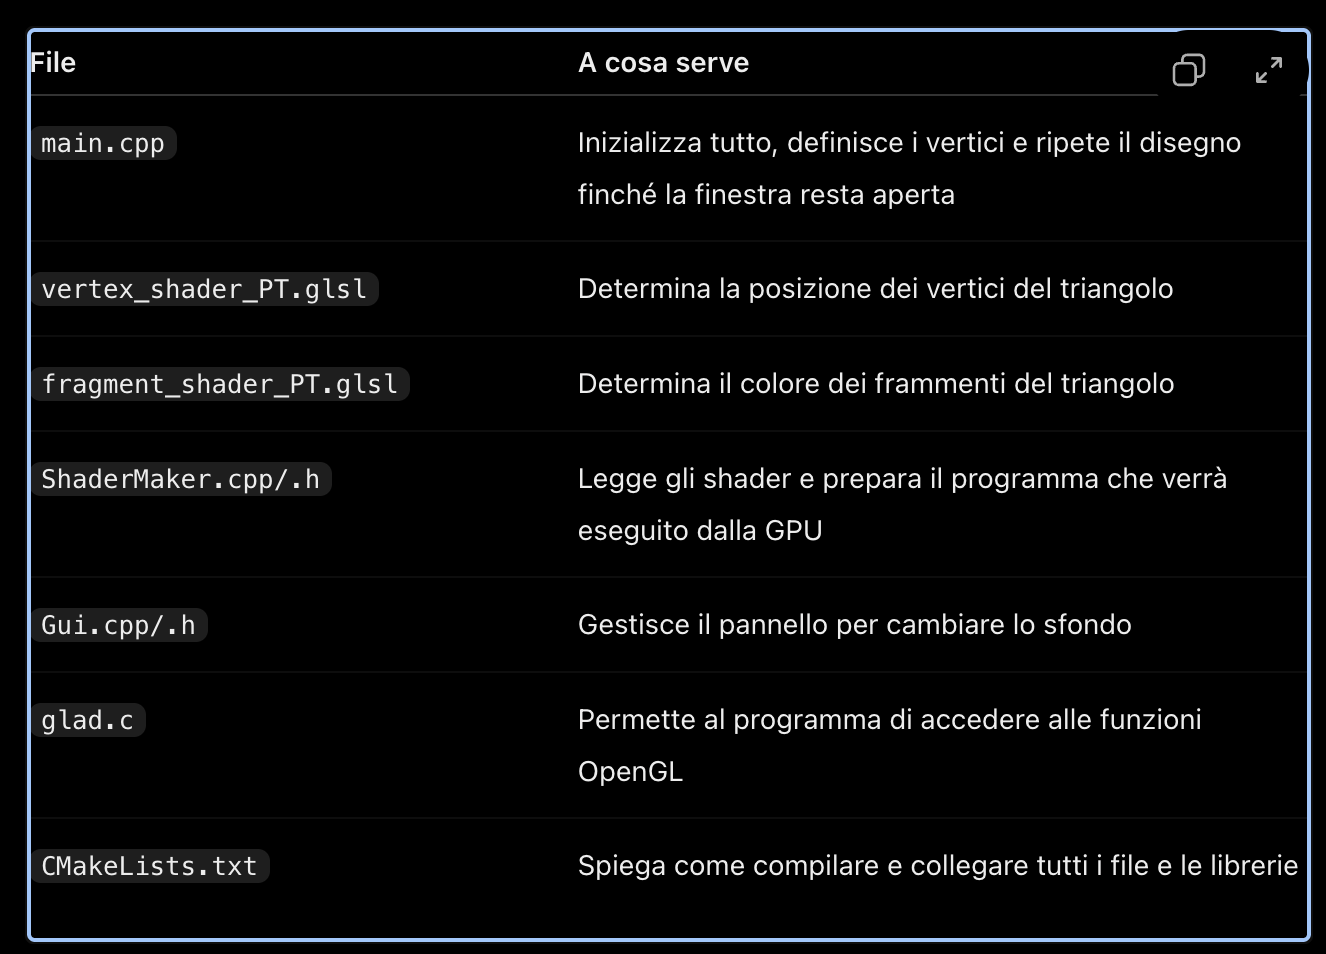 File A cosa serve
main.cpp Inizializza tutto, definisce i vertici e ripete il disegno
finché la finestra resta aperta
vertex_shader_PT.glsl Determina la posizione dei vertici del triangolo
fragment_shader_PT.glsl Determina il colore dei frammenti del triangolo
ShaderMaker.cpp/.h Legge gli shader e prepara il programma che verrà
eseguito dalla GPU
Gui.cpp/.h Gestisce il pannello per cambiare lo sfondo
glad.c Permette al programma di accedere alle funzioni
OpenGL
CMakeLists.txt Spiega come compilare e collegare tutti i file e le librerie